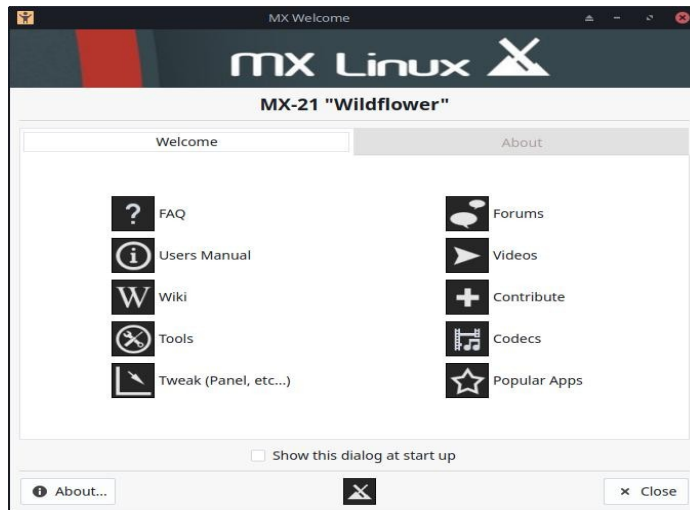 MX Welcome
MX Linux
MX-21 "Wildflower"
Welcome About
? FAQ
Forums
i Users Manual
Videos
W Wiki
Contribute
Tools
Codecs
Tweak (Panel, etc...)
Popular Apps
Show this dialog at start up
About...
Close